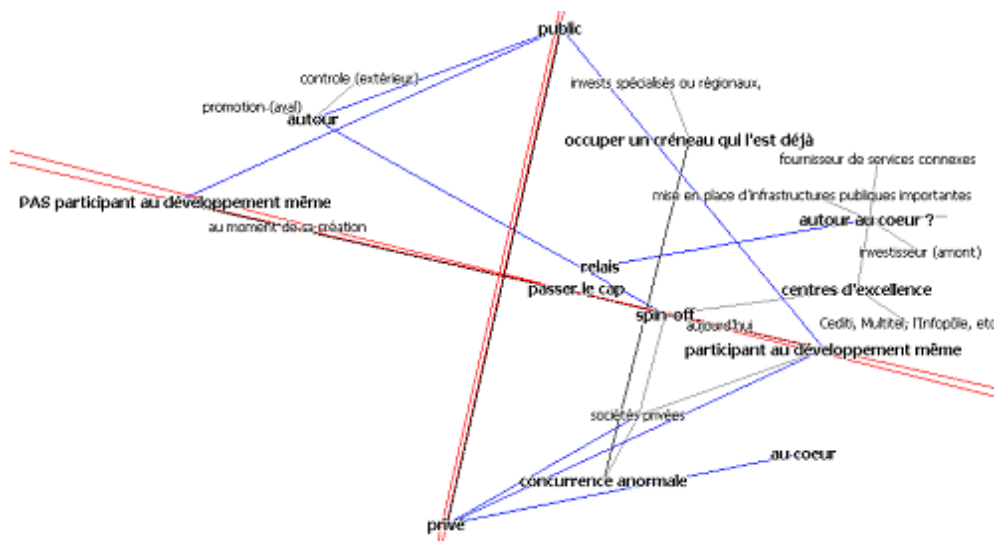 public
controle (extérieur)
invests spécialisés ou régionaux,
promotion (aval)
autour
occuper un créneau qui l'est déjà
fournisseur de services connexes
mise en place d'infrastructures publiques importantes
PAS participant au développement même
autour au coeur ?
au moment de sa création
investisseur (amont)
relais
passer le cap
centres d'excellence
spin-off
aujourd'hui
Cediti, Multitel, l'Infopôle, etc
participant au développement même
sociétés privées
au coeur
concurrence anormale
privé